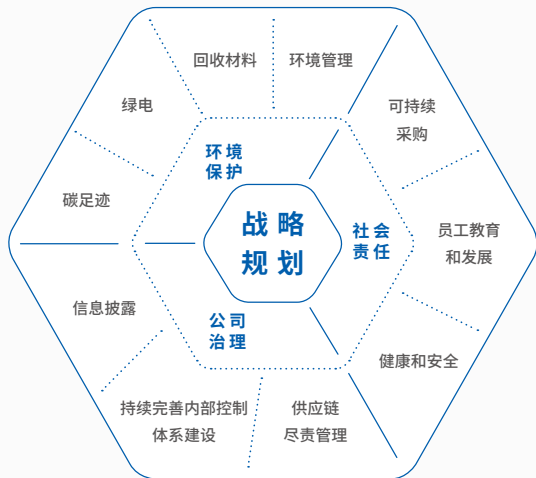 回收材料
环境管理
绿电
可持续
采购
环境
保护
碳足迹
战略
规划
社会
责任
员工教育
和发展
信息披露
公司
治理
健康和安全
持续完善内部控制
体系建设
供应链
尽责管理